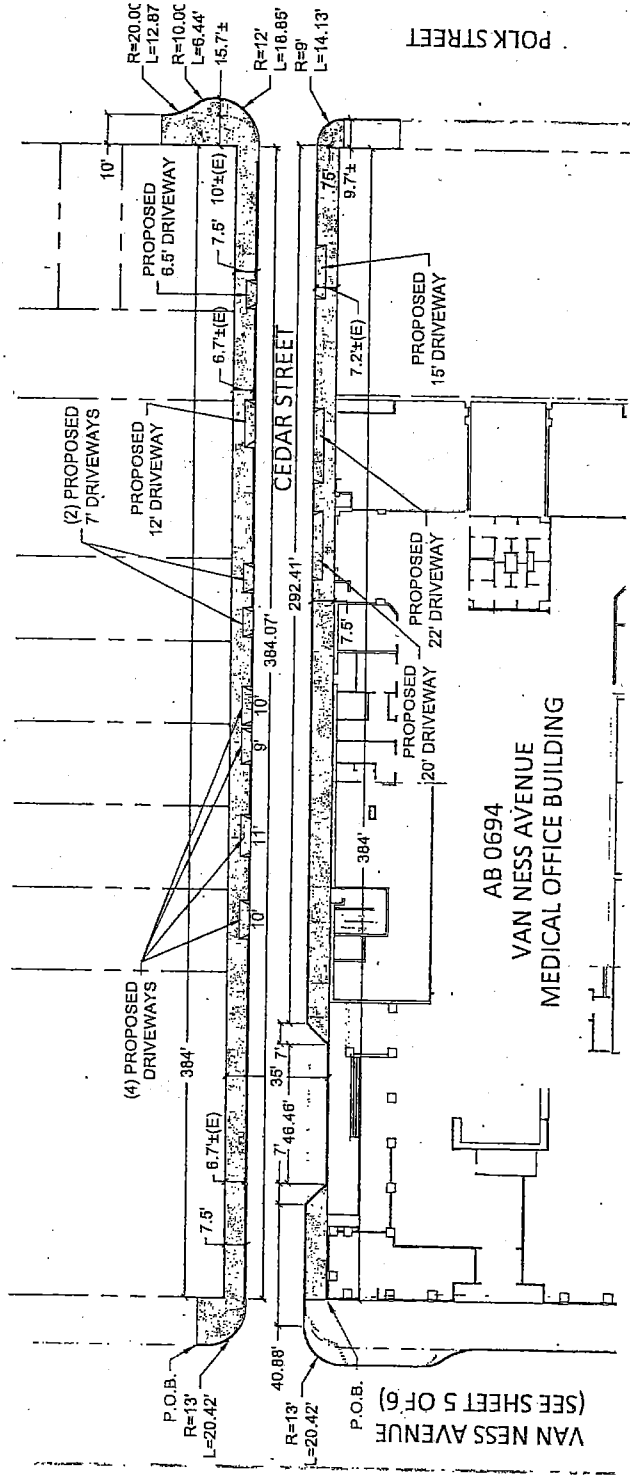 POLK STREET
R=20.00
L=12.87
R=10.00
L=6.44'
15.7'±
R=12'
L=18.85'
R=9'
L=14.13'
10'
10'±(E)
7.5'
9.7'±
PROPOSED
6.5' DRIVEWAY
7.5'
6.7'±(E)
7.2'±(E)
PROPOSED
15' DRIVEWAY
CEDAR STREET
(2) PROPOSED
7' DRIVEWAYS
PROPOSED
12' DRIVEWAY
384.07'
292.41'
7.5'
PROPOSED
22' DRIVEWAY
PROPOSED
20' DRIVEWAY
10'
9'
11'
10'
(4) PROPOSED
DRIVEWAYS
384'
384'
AB 0694
VAN NESS AVENUE
MEDICAL OFFICE BUILDING
35'
7'
46.46'
7'
6.7'±(E)
7.5'
40.88'
P.O.B.
R=13'
L=20.42'
R=13'
L=20.42'
P.O.B.
VAN NESS AVENUE
(SEE SHEET 5 OF 6)